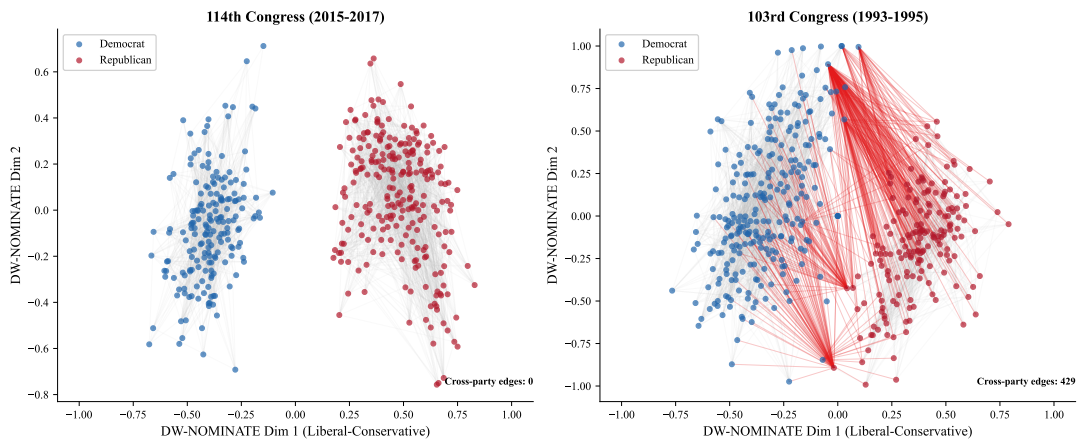 114th Congress (2015-2017)
Democrat
Republican
DW-NOMINATE Dim 2
0.6
0.4
0.2
0.0
−0.2
−0.4
−0.6
−0.8
−1.00
−0.75
−0.50
−0.25
0.00
0.25
0.50
0.75
1.00
Cross-party edges: 0
DW-NOMINATE Dim 1 (Liberal-Conservative)
103rd Congress (1993-1995)
Democrat
Republican
DW-NOMINATE Dim 2
1.00
0.75
0.50
0.25
0.00
−0.25
−0.50
−0.75
−1.00
−1.00
−0.75
−0.50
−0.25
0.00
0.25
0.50
0.75
1.00
Cross-party edges: 429
DW-NOMINATE Dim 1 (Liberal-Conservative)